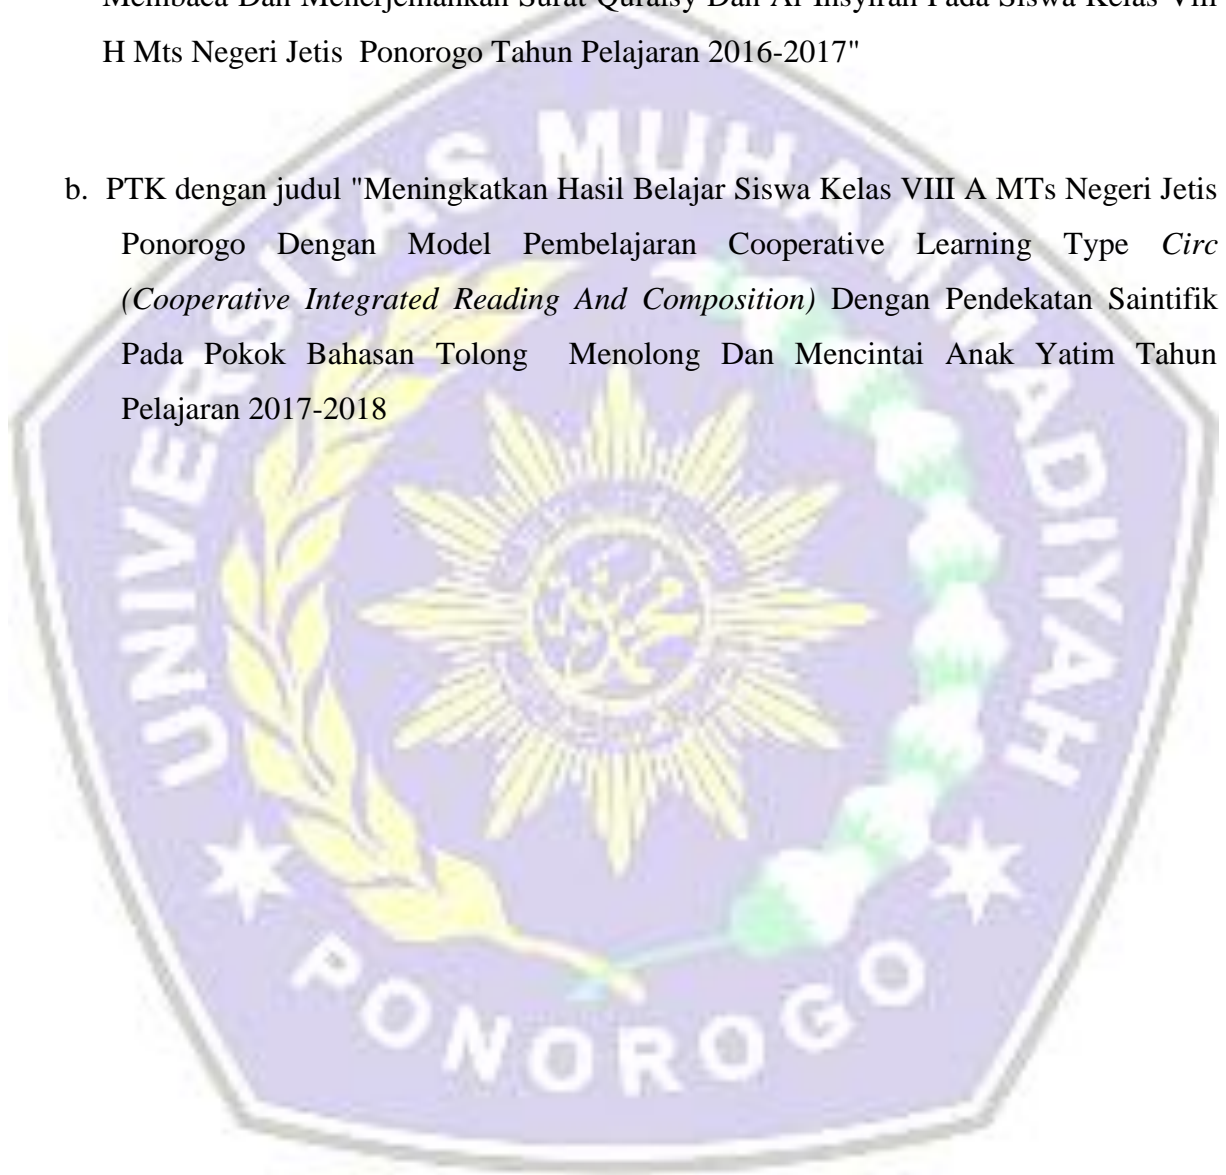 Membaca Dan Menerjemahkan Surat Quraisy Dan Al-Insyirah Pada Siswa Kelas VIII
H Mts Negeri Jetis Ponorogo Tahun Pelajaran 2016-2017"
b. PTK dengan judul "Meningkatkan Hasil Belajar Siswa Kelas VIII A MTs Negeri Jetis
Ponorogo Dengan Model Pembelajaran Cooperative Learning Type Circ
(Cooperative Integrated Reading And Composition) Dengan Pendekatan Saintifik
Pada Pokok Bahasan Tolong Menolong Dan Mencintai Anak Yatim Tahun
Pelajaran 2017-2018
UNIVERSITAS MUHAMMADIYAH
PONOROGO